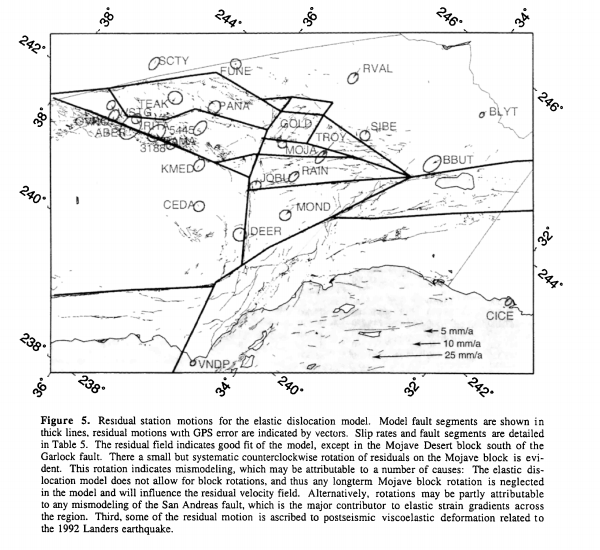 38°
244°
36°
246°
34°
242°
SCTY
FUNE
RVAL
246°
TEAK
PANA
BLYT
38°
GOLD
SIBE
ABER
5445
TROY
3188
MOJA
BBUT
KMED
RAIN
240°
CEDA
MOND
DEER
32°
244°
CICE
5 mm/a
10 mm/a
25 mm/a
238°
VNDP
36°
238°
34°
240°
32°
242°
Figure 5. Residual station motions for the elastic dislocation model. Model fault segments are shown in
thick lines, residual motions with GPS error are indicated by vectors. Slip rates and fault segments are detailed
in Table 5. The residual field indicates good fit of the model, except in the Mojave Desert block south of the
Garlock fault. There a small but systematic counterclockwise rotation of residuals on the Mojave block is evi-
dent. This rotation indicates mismodeling, which may be attributable to a number of causes: The elastic dis-
location model does not allow for block rotations, and thus any longterm Mojave block rotation is neglected
in the model and will influence the residual velocity field. Alternatively, rotations may be partly attributable
to any mismodeling of the San Andreas fault, which is the major contributor to elastic strain gradients across
the region. Third, some of the residual motion is ascribed to postseismic viscoelastic deformation related to
the 1992 Landers earthquake.